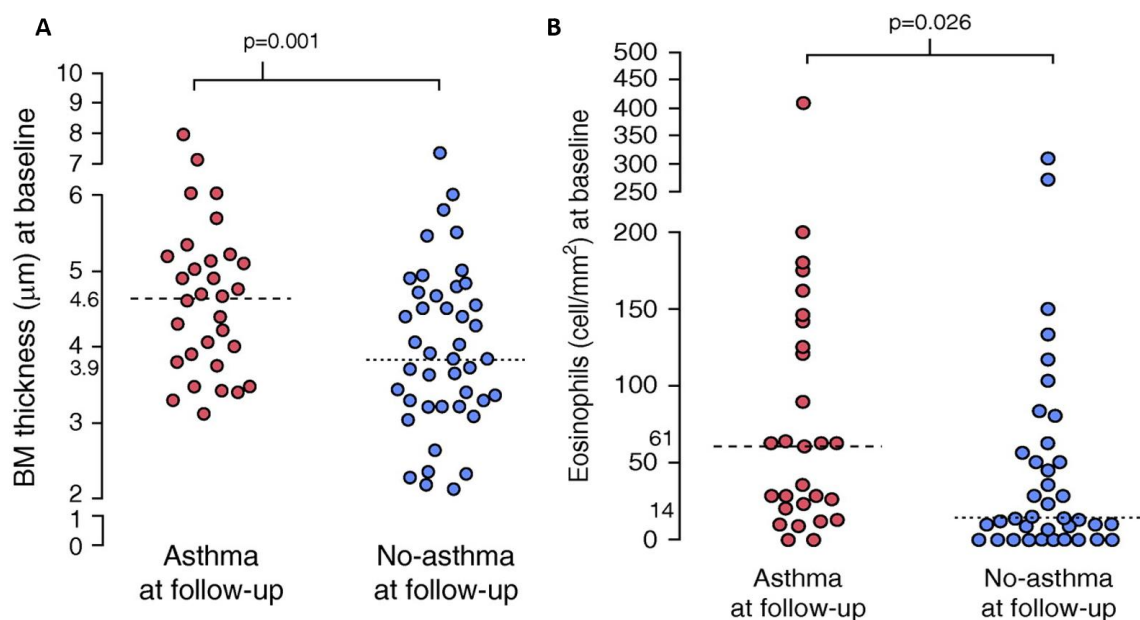 A
p=0.001
BM thickness (µm) at baseline
10
9
8
7
6
5
4.6
4
3.9
3
2
1
0
Asthma
at follow-up
No-asthma
at follow-up
B
p=0.026
Eosinophils (cell/mm²) at baseline
500
450
400
350
300
250
200
150
100
61
50
14
0
Asthma
at follow-up
No-asthma
at follow-up